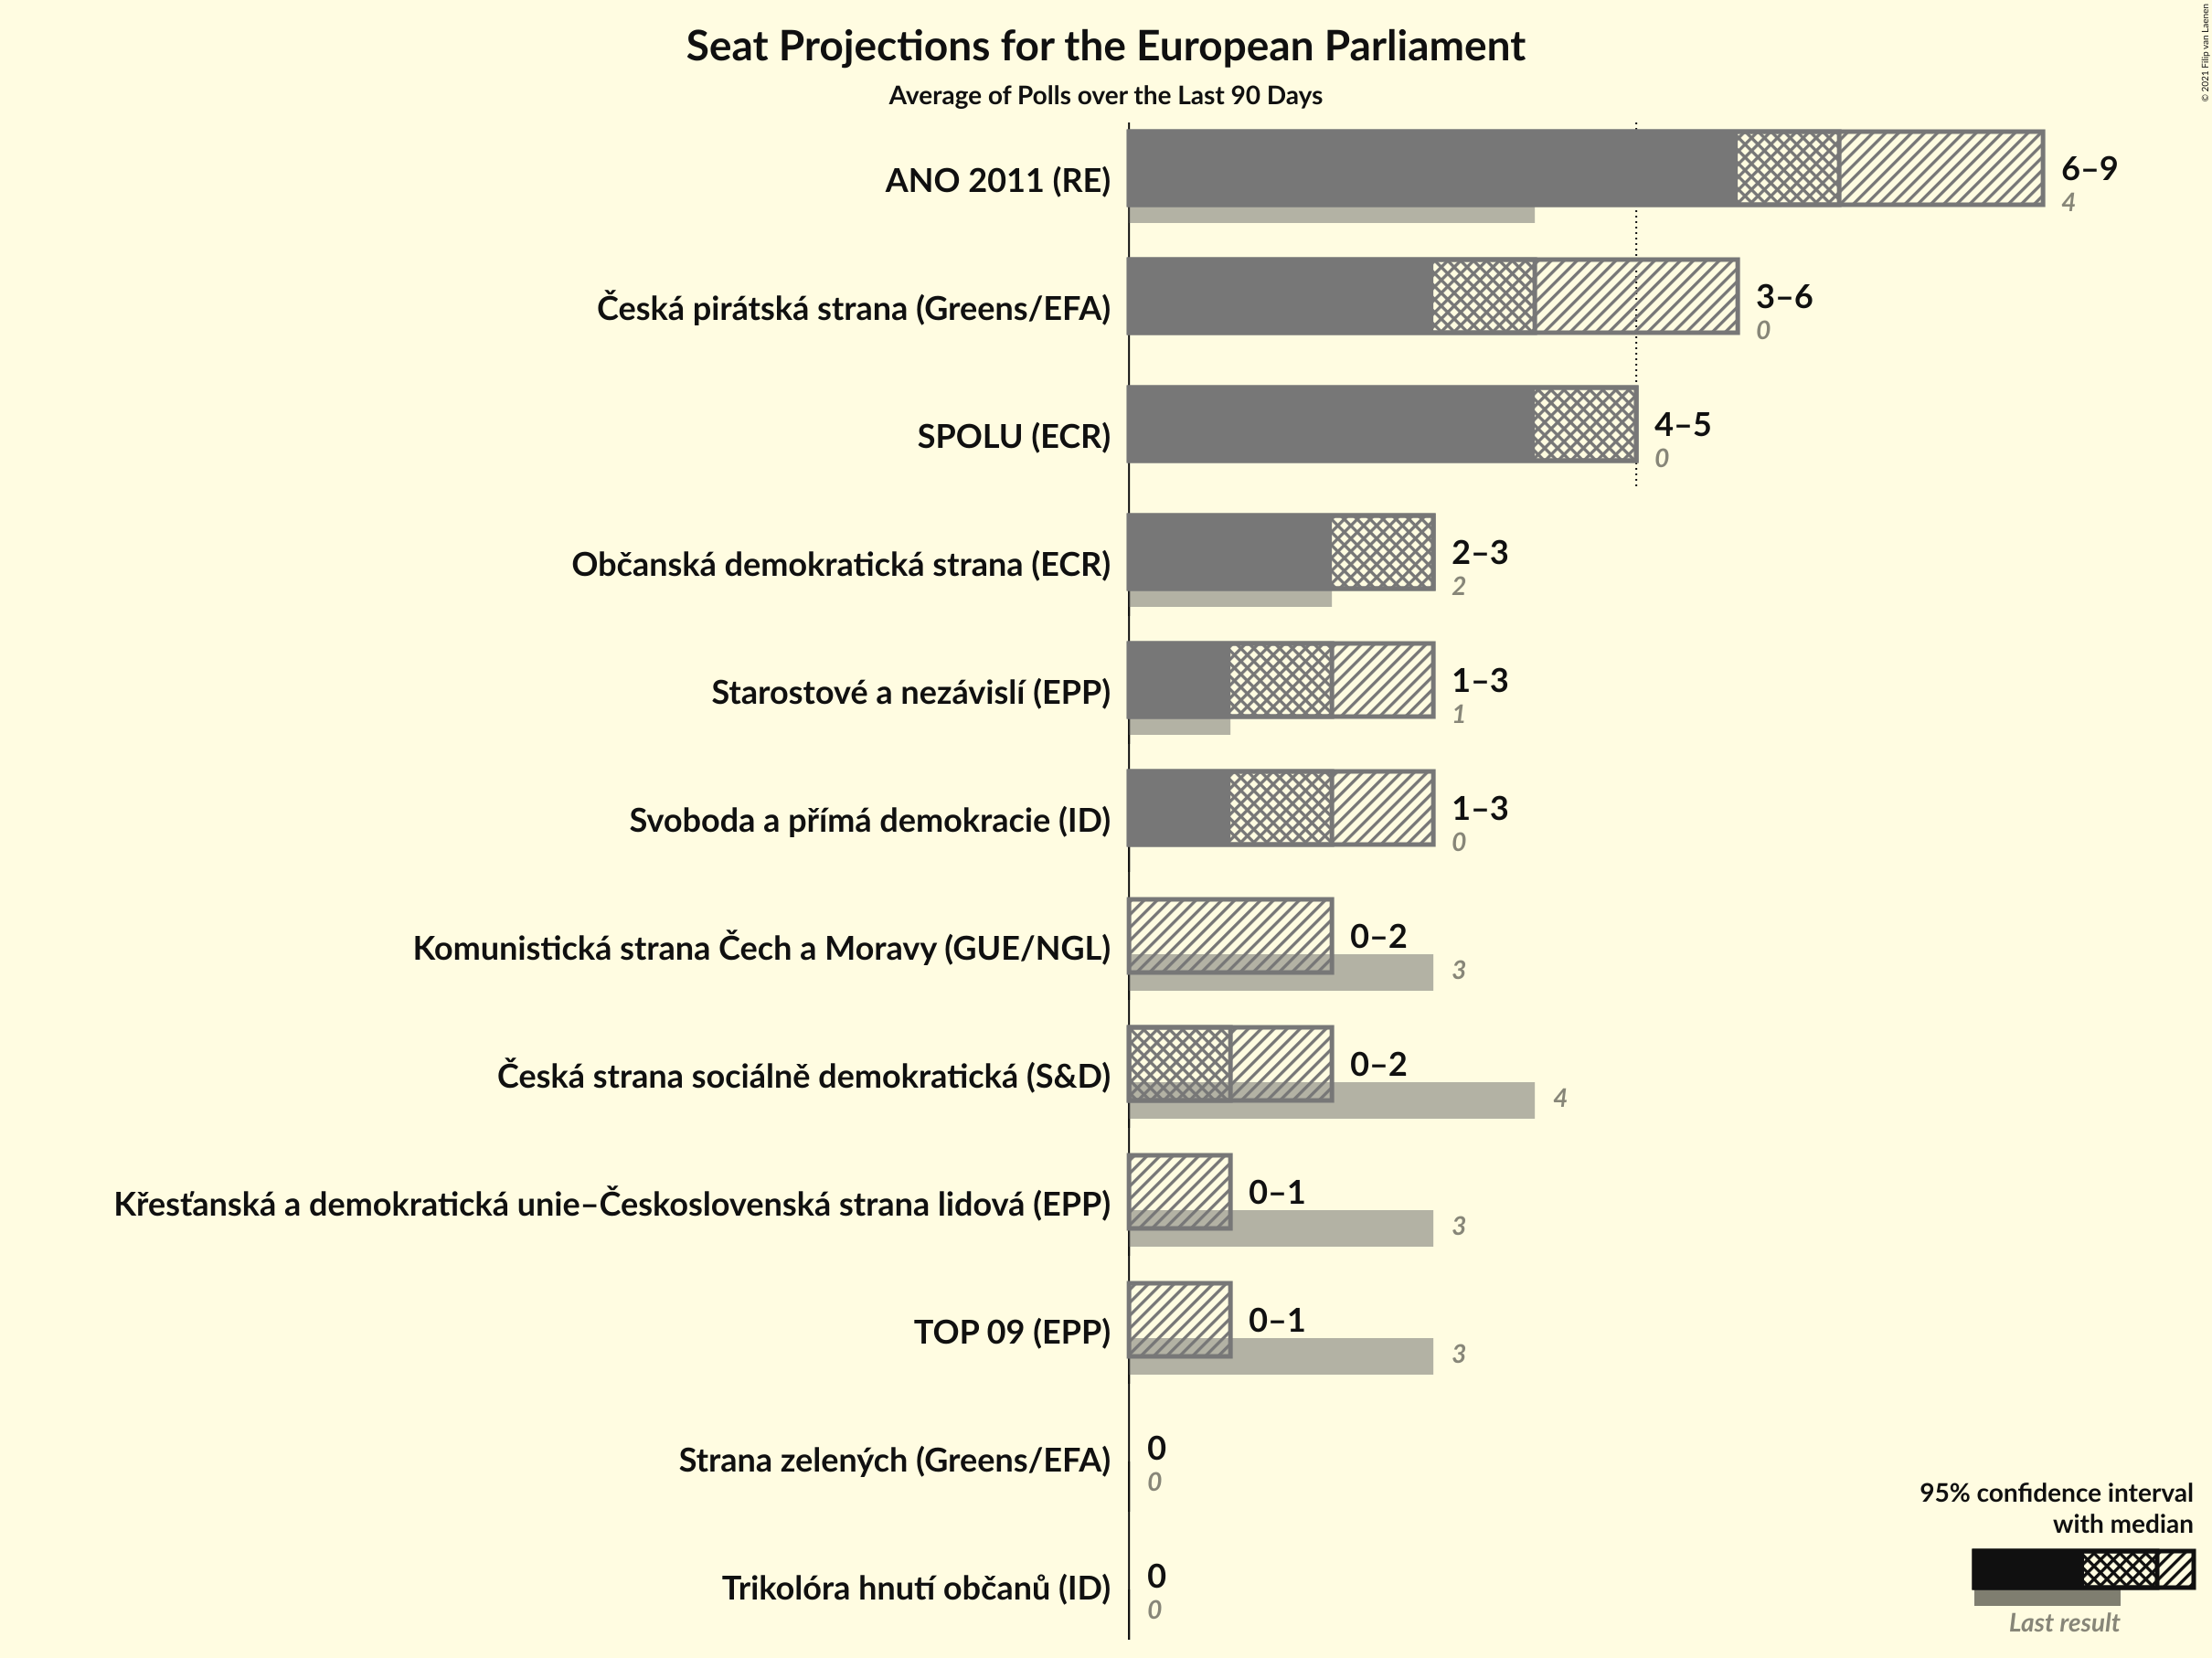 Seat Projections for the European Parliament
Average of Polls over the Last 90 Days
© 2021 Filip van Laenen
ANO 2011 (RE)
6–9
4
Česká pirátská strana (Greens/EFA)
3–6
0
SPOLU (ECR)
4–5
0
Občanská demokratická strana (ECR)
2–3
2
Starostové a nezávislí (EPP)
1–3
1
Svoboda a přímá demokracie (ID)
1–3
0
Komunistická strana Čech a Moravy (GUE/NGL)
0–2
3
Česká strana sociálně demokratická (S&D)
0–2
4
Křesťanská a demokratická unie–Československá strana lidová (EPP)
0–1
3
TOP 09 (EPP)
0–1
3
Strana zelených (Greens/EFA)
0
0
Trikolóra hnutí občanů (ID)
0
0
95% confidence interval
with median
Last result